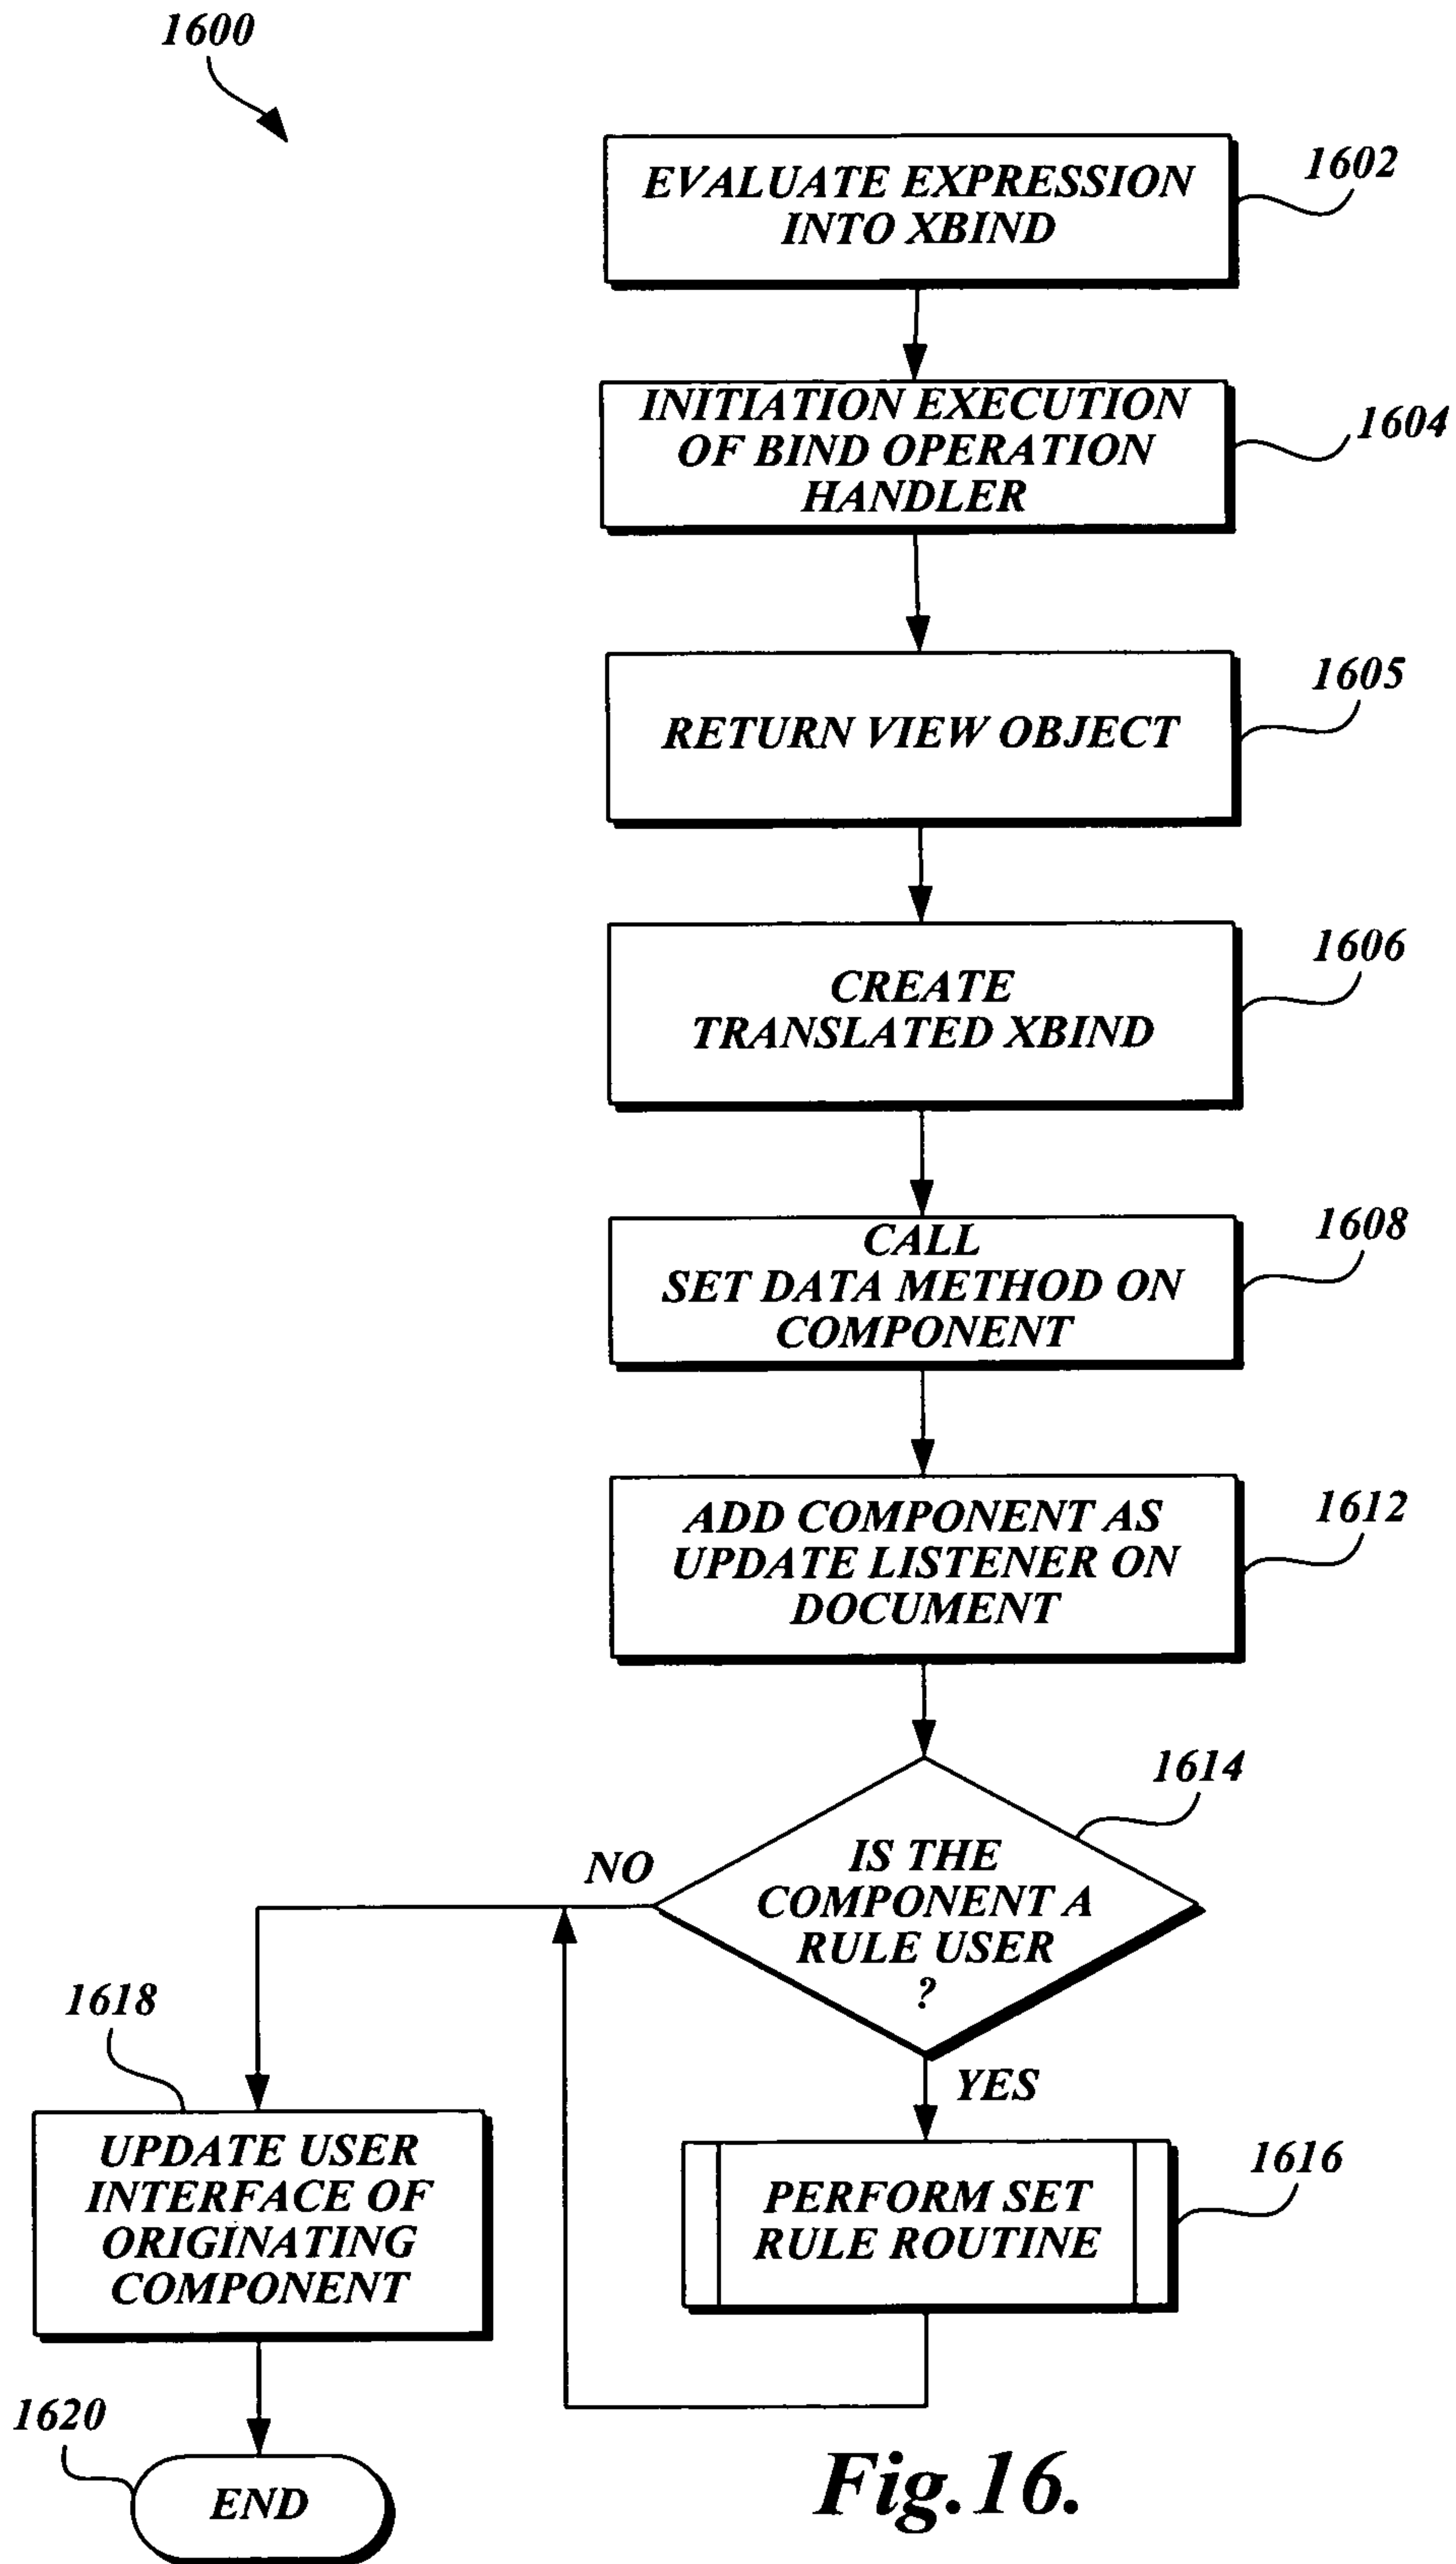 1600
EVALUATE EXPRESSION
INTO XBIND
1602
INITIATION EXECUTION
OF BIND OPERATION
HANDLER
1604
RETURN VIEW OBJECT
1605
CREATE
TRANSLATED XBIND
1606
CALL
SET DATA METHOD ON
COMPONENT
1608
ADD COMPONENT AS
UPDATE LISTENER ON
DOCUMENT
1612
IS THE
COMPONENT A
RULE USER
?
1614
NO
YES
PERFORM SET
RULE ROUTINE
1616
1618
UPDATE USER
INTERFACE OF
ORIGINATING
COMPONENT
1620
END
Fig.16.